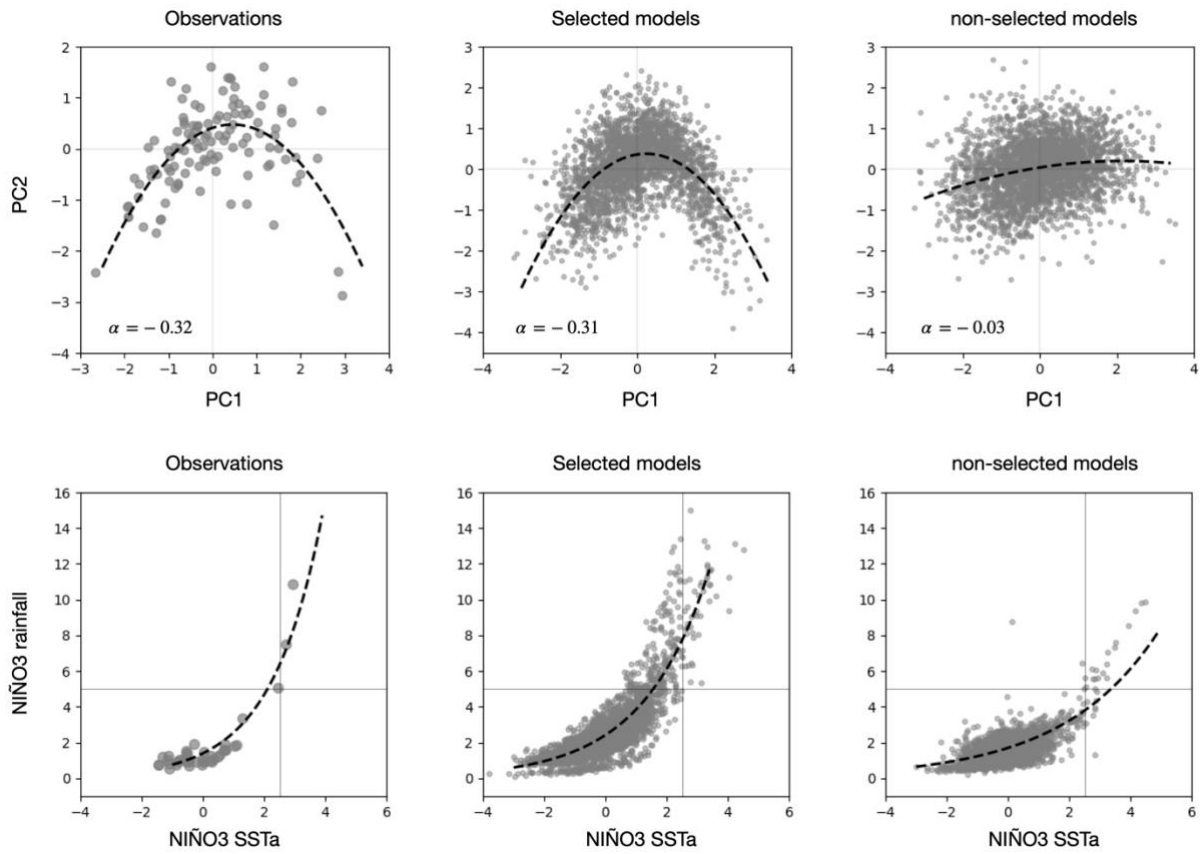 Observations
Selected models
non-selected models
2
1
0
−1
−2
−3
−4
3
2
1
0
−1
−2
−3
−4
3
2
1
0
−1
−2
−3
−4
PC2
α = − 0.32
α = − 0.31
α = − 0.03
−3 −2 −1 0 1 2 3 4
−4 −2 0 2 4
−4 −2 0 2 4
PC1
PC1
PC1
Observations
Selected models
non-selected models
16
14
12
10
8
6
4
2
0
16
14
12
10
8
6
4
2
0
16
14
12
10
8
6
4
2
0
NIÑO3 rainfall
−4 −2 0 2 4 6
−4 −2 0 2 4 6
−4 −2 0 2 4 6
NIÑO3 SSTa
NIÑO3 SSTa
NIÑO3 SSTa